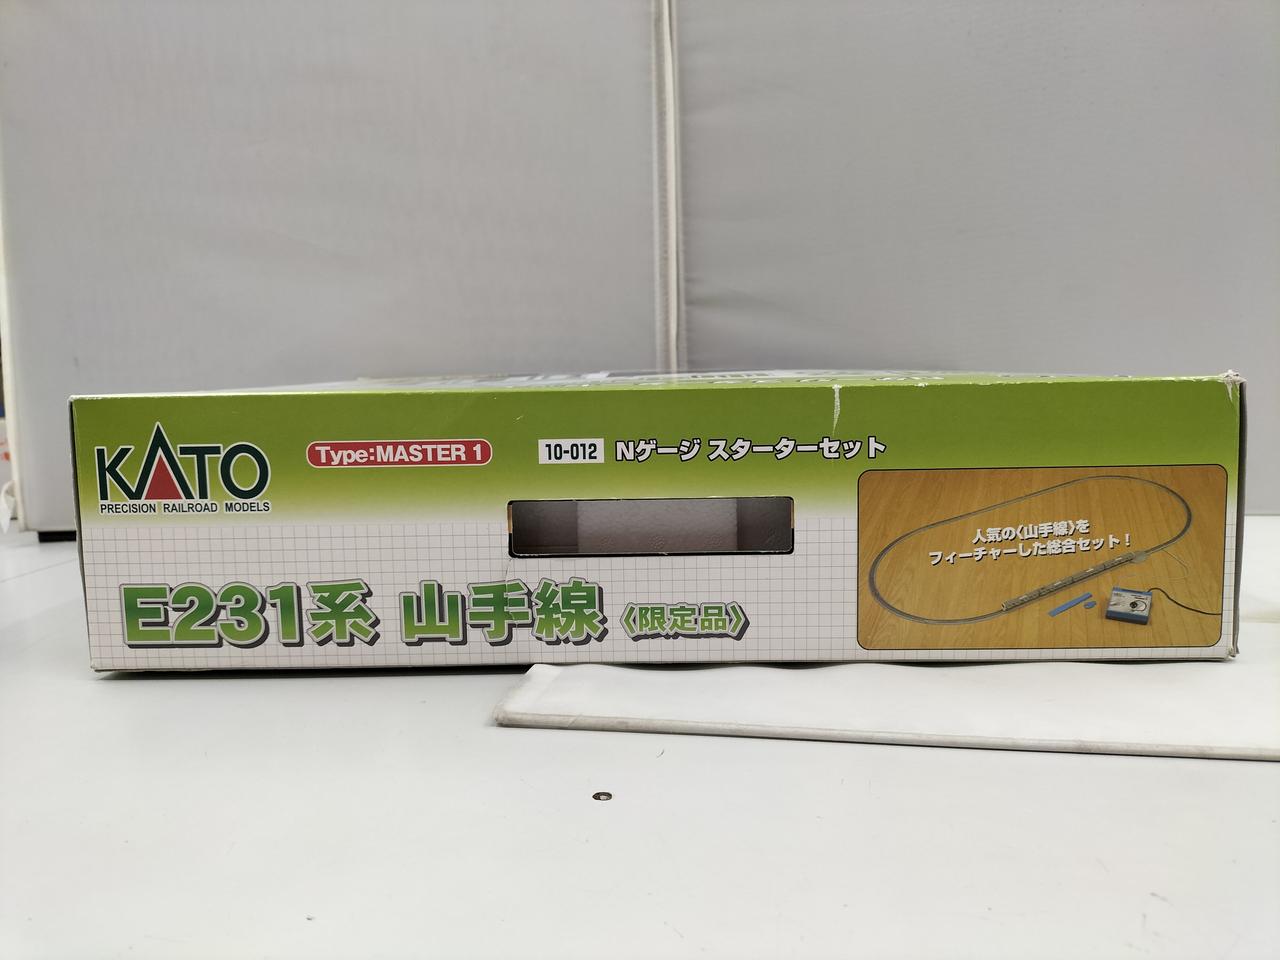 KATO
PRECISION RAILROAD MODELS
Type:MASTER 1
10-012 Nゲージ スターターセット
E231系 山手線 〈限定品〉
人気の〈山手線〉を
フィーチャーした総合セット!